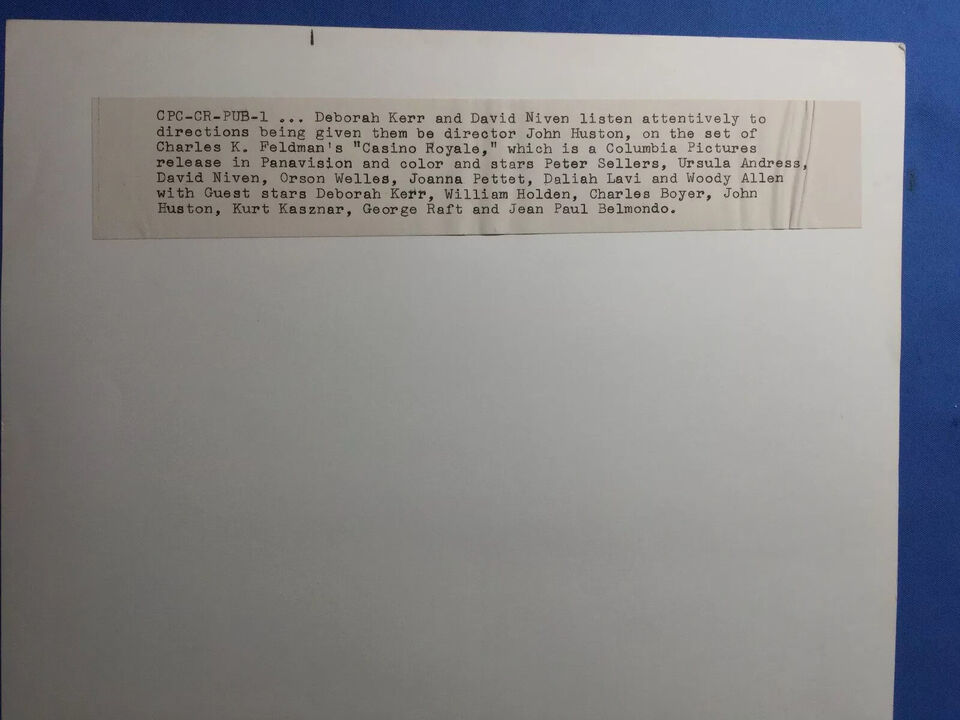 CPC-CR-PUB-1 ... Deborah Kerr and David Niven listen attentively to
directions being given them be director John Huston, on the set of
Charles K. Feldman's "Casino Royale," which is a Columbia Pictures
release in Panavision and color and stars Peter Sellers, Ursula Andress,
David Niven, Orson Welles, Joanna Pettet, Daliah Lavi and Woody Allen
with Guest stars Deborah Kerr, William Holden, Charles Boyer, John
Huston, Kurt Kasznar, George Raft and Jean Paul Belmondo.